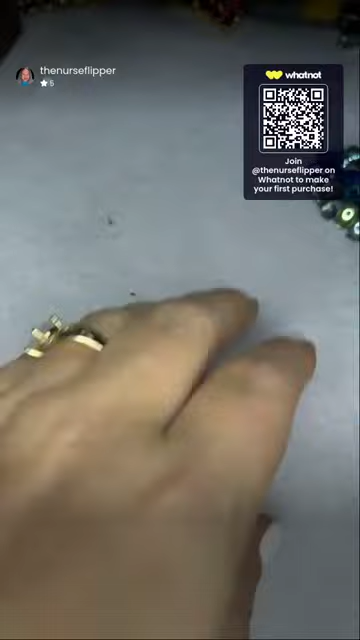 thenurseflipper
5
whatnot
Join
@thenurseflipper on
Whatnot to make
your first purchase!